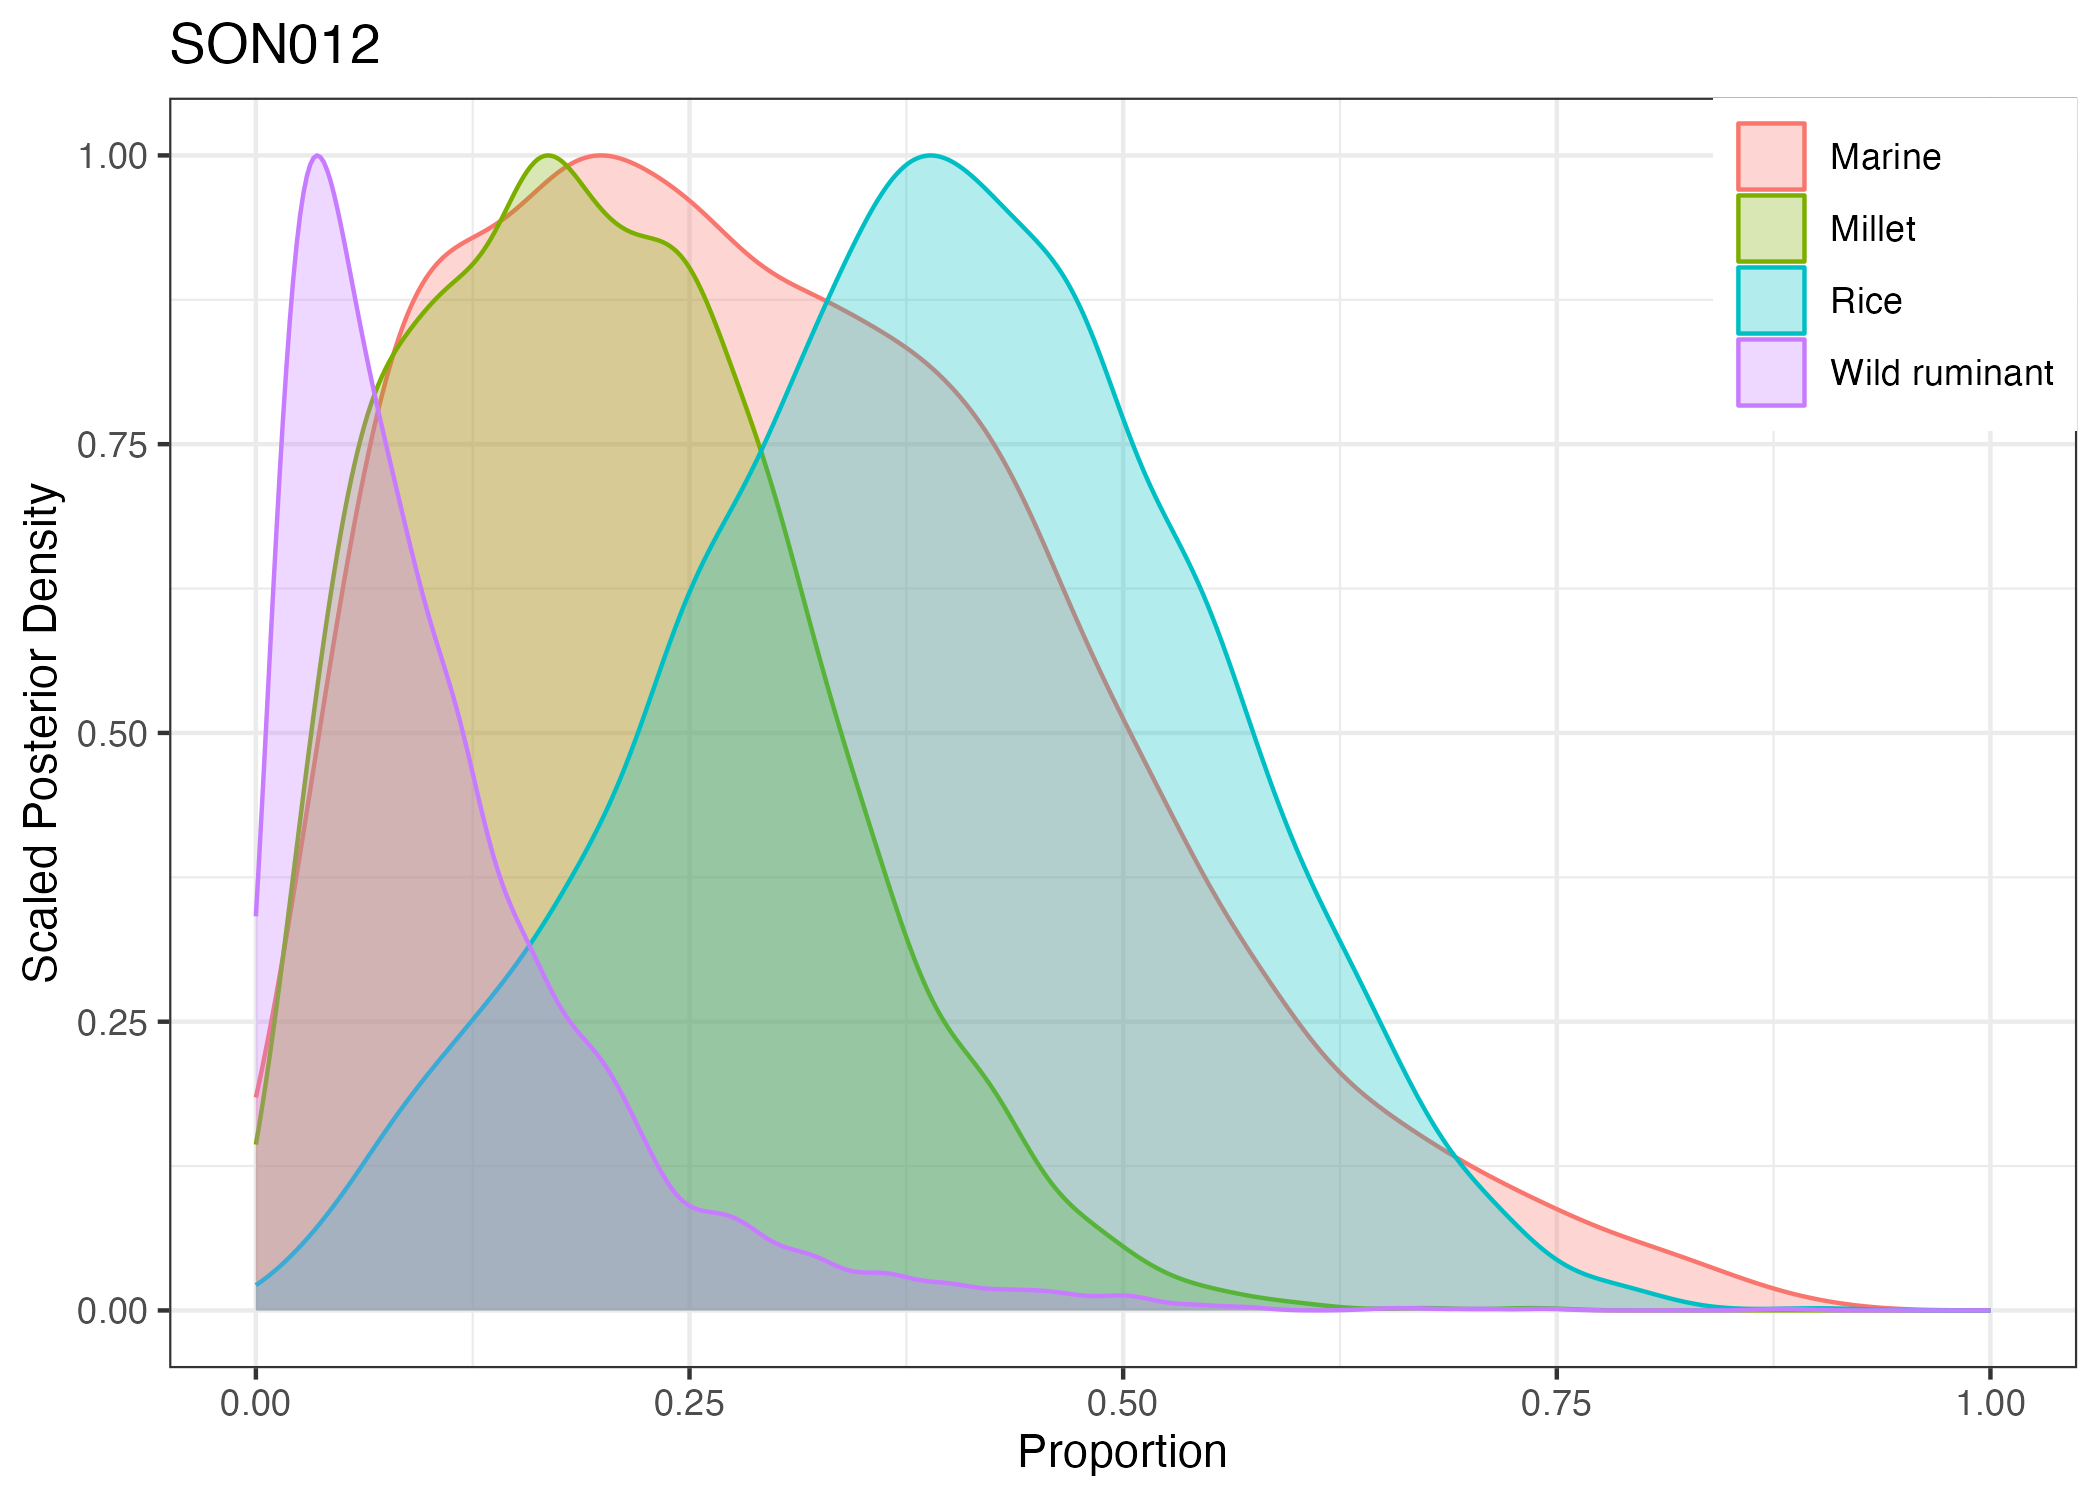 SON012
Marine
Millet
Rice
Wild ruminant
1.00
0.75
0.50
0.25
0.00
Scaled Posterior Density
0.00 0.25 0.50 0.75 1.00
Proportion